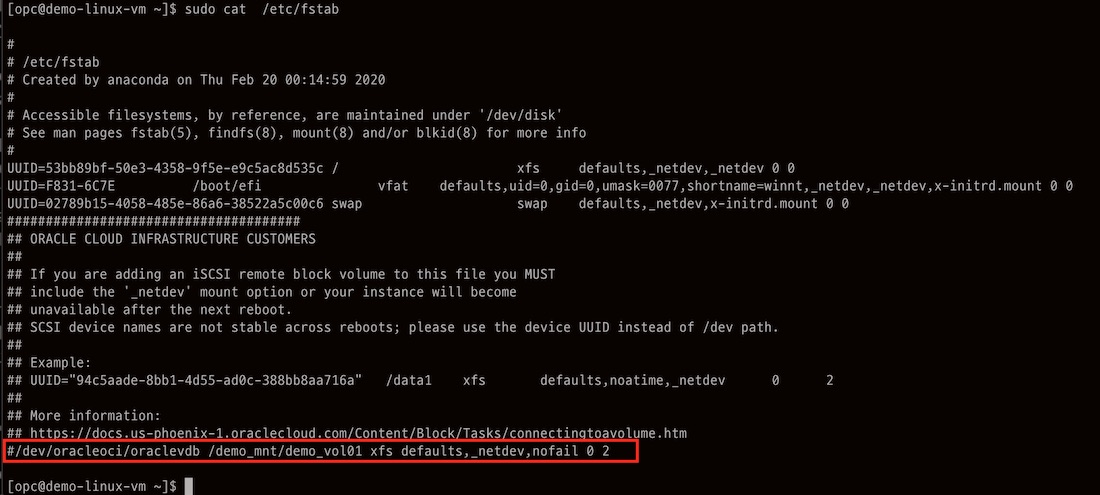 [opc@demo-linux-vm ~]$ sudo cat  /etc/fstab

#
# /etc/fstab
# Created by anaconda on Thu Feb 20 00:14:59 2020
#
# Accessible filesystems, by reference, are maintained under '/dev/disk'
# See man pages fstab(5), findfs(8), mount(8) and/or blkid(8) for more info
#
UUID=53bb89bf-50e3-4358-9f5e-e9c5ac8d535c /                       xfs     defaults,_netdev,_netdev 0 0
UUID=F831-6C7E          /boot/efi               vfat    defaults,uid=0,gid=0,umask=0077,shortname=winnt,_netdev,_netdev,x-initrd.mount 0 0
UUID=02789b15-4058-485e-86a6-38522a5c00c6 swap                    swap    defaults,_netdev,x-initrd.mount 0 0
######################################
## ORACLE CLOUD INFRASTRUCTURE CUSTOMERS
##
## If you are adding an iSCSI remote block volume to this file you MUST
## include the '_netdev' mount option or your instance will become
## unavailable after the next reboot.
## SCSI device names are not stable across reboots; please use the device UUID instead of /dev path.
##
## Example:
## UUID="94c5aade-8bb1-4d55-ad0c-388bb8aa716a"   /data1    xfs       defaults,noatime,_netdev      0      2
##
## More information:
## https://docs.us-phoenix-1.oraclecloud.com/Content/Block/Tasks/connectingtoavolume.htm
#/dev/oracleoci/oraclevdb /demo_mnt/demo_vol01 xfs defaults,_netdev,nofail 0 2

[opc@demo-linux-vm ~]$